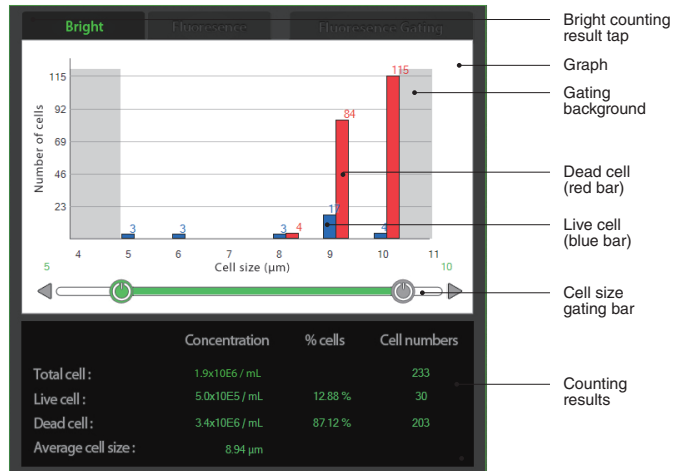 Bright
Fluoresence
Fluoresence Gating
Bright counting
result tap
Graph
Gating
background
Dead cell
(red bar)
Live cell
(blue bar)
Cell size
gating bar
Counting
results
Number of cells
115
92
69
46
23
3
3
3
4
17
84
4
115
4
5
6
7
8
9
10
11
Cell size (μm)
5
10
Concentration % cells Cell numbers
Total cell : 1.9x10E6 / mL 233
Live cell : 5.0x10E5 / mL 12.88 % 30
Dead cell : 3.4x10E6 / mL 87.12 % 203
Average cell size : 8.94 μm